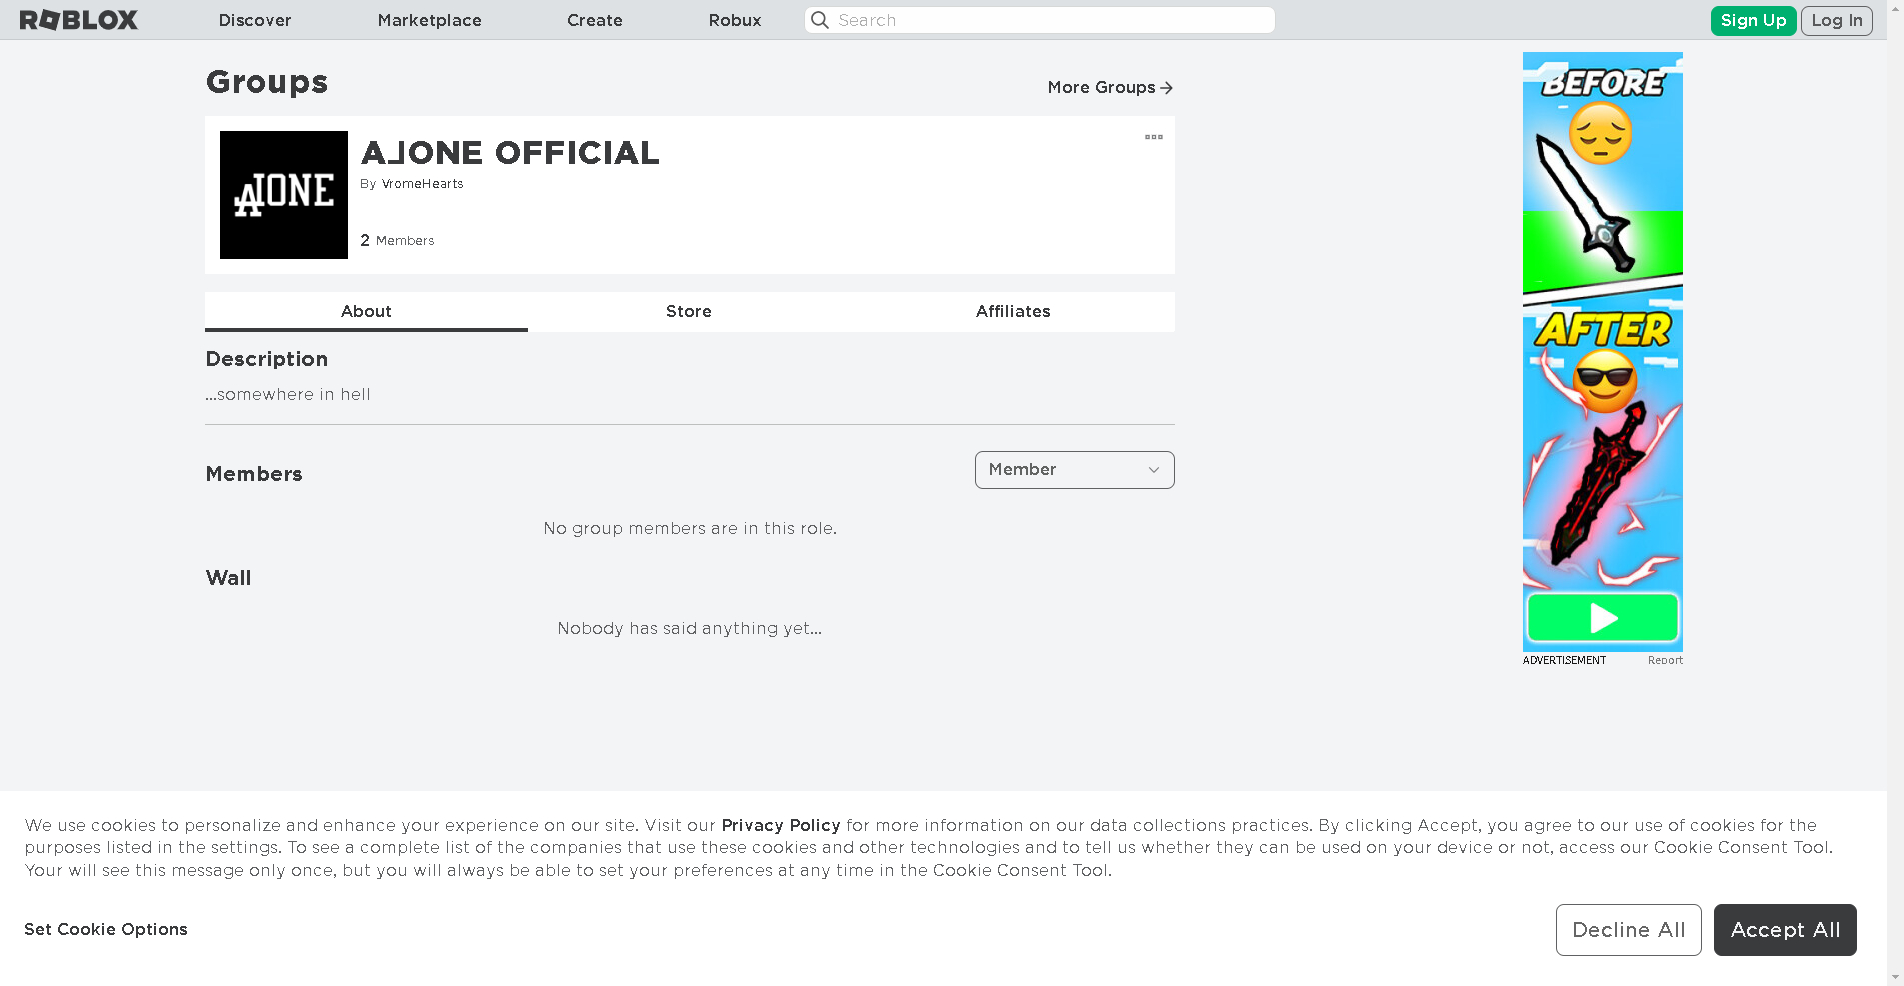 ROBLOX
Discover
Marketplace
Create
Robux
Search
Sign Up
Log In
Groups
More Groups
AJONE
A⅃ONE OFFICIAL
By VromeHearts
2 Members
About
Store
Affiliates
Description
...somewhere in hell
Members
Member
No group members are in this role.
Wall
Nobody has said anything yet...
BEFORE
AFTER
ADVERTISEMENT
Report
We use cookies to personalize and enhance your experience on our site. Visit our Privacy Policy for more information on our data collections practices. By clicking Accept, you agree to our use of cookies for the
purposes listed in the settings. To see a complete list of the companies that use these cookies and other technologies and to tell us whether they can be used on your device or not, access our Cookie Consent Tool.
Your will see this message only once, but you will always be able to set your preferences at any time in the Cookie Consent Tool.
Set Cookie Options
Decline All
Accept All